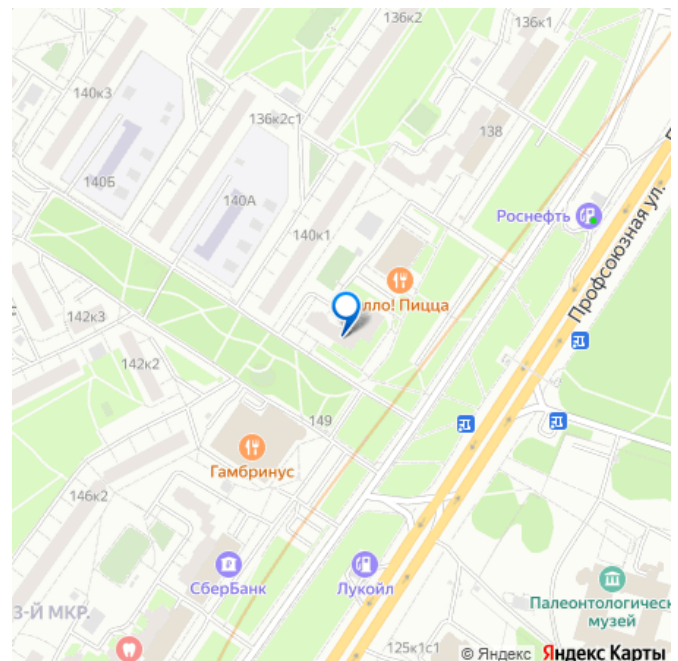 136к2
136к1
140к3
136к2с1
138
140Б
140А
Роснефть
140к1
Профсоюзная ул.
лло! Пицца
142к3
142к2
149
Гамбринус
146к2
СберБанк
Лукойл
Палеонтологическ
музей
3-Й МКР.
125к1с1
© Яндекс Яндекс Карты